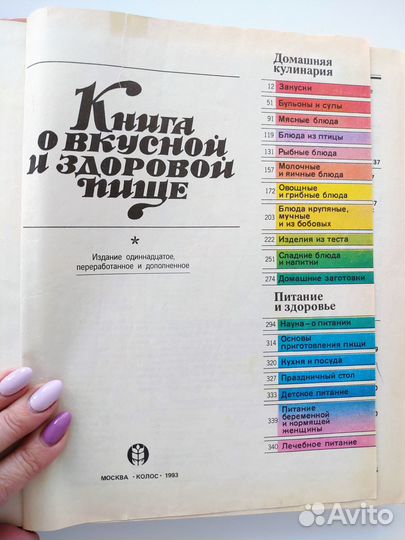 Книга
о вкусной
и здоровой
пище
*
Издание одиннадцатое,
переработанное и дополненное
МОСКВА · «КОЛОС» · 1993
Домашняя
кулинария
12 Закуски
51 Бульоны и супы
91 Мясные блюда
119 Блюда из птицы
131 Рыбные блюда
157 Молочные
и яичные блюда
172 Овощные
и грибные блюда
203 Блюда крупяные,
мучные
и из бобовых
222 Изделия из теста
251 Сладкие блюда
и напитки
274 Домашние заготовки
Питание
и здоровье
294 Наука – о питании
314 Основы
приготовления пищи
320 Кухня и посуда
327 Праздничный стол
333 Детское питание
339 Питание
беременной
и кормящей
женщины
340 Лечебное питание
Avito